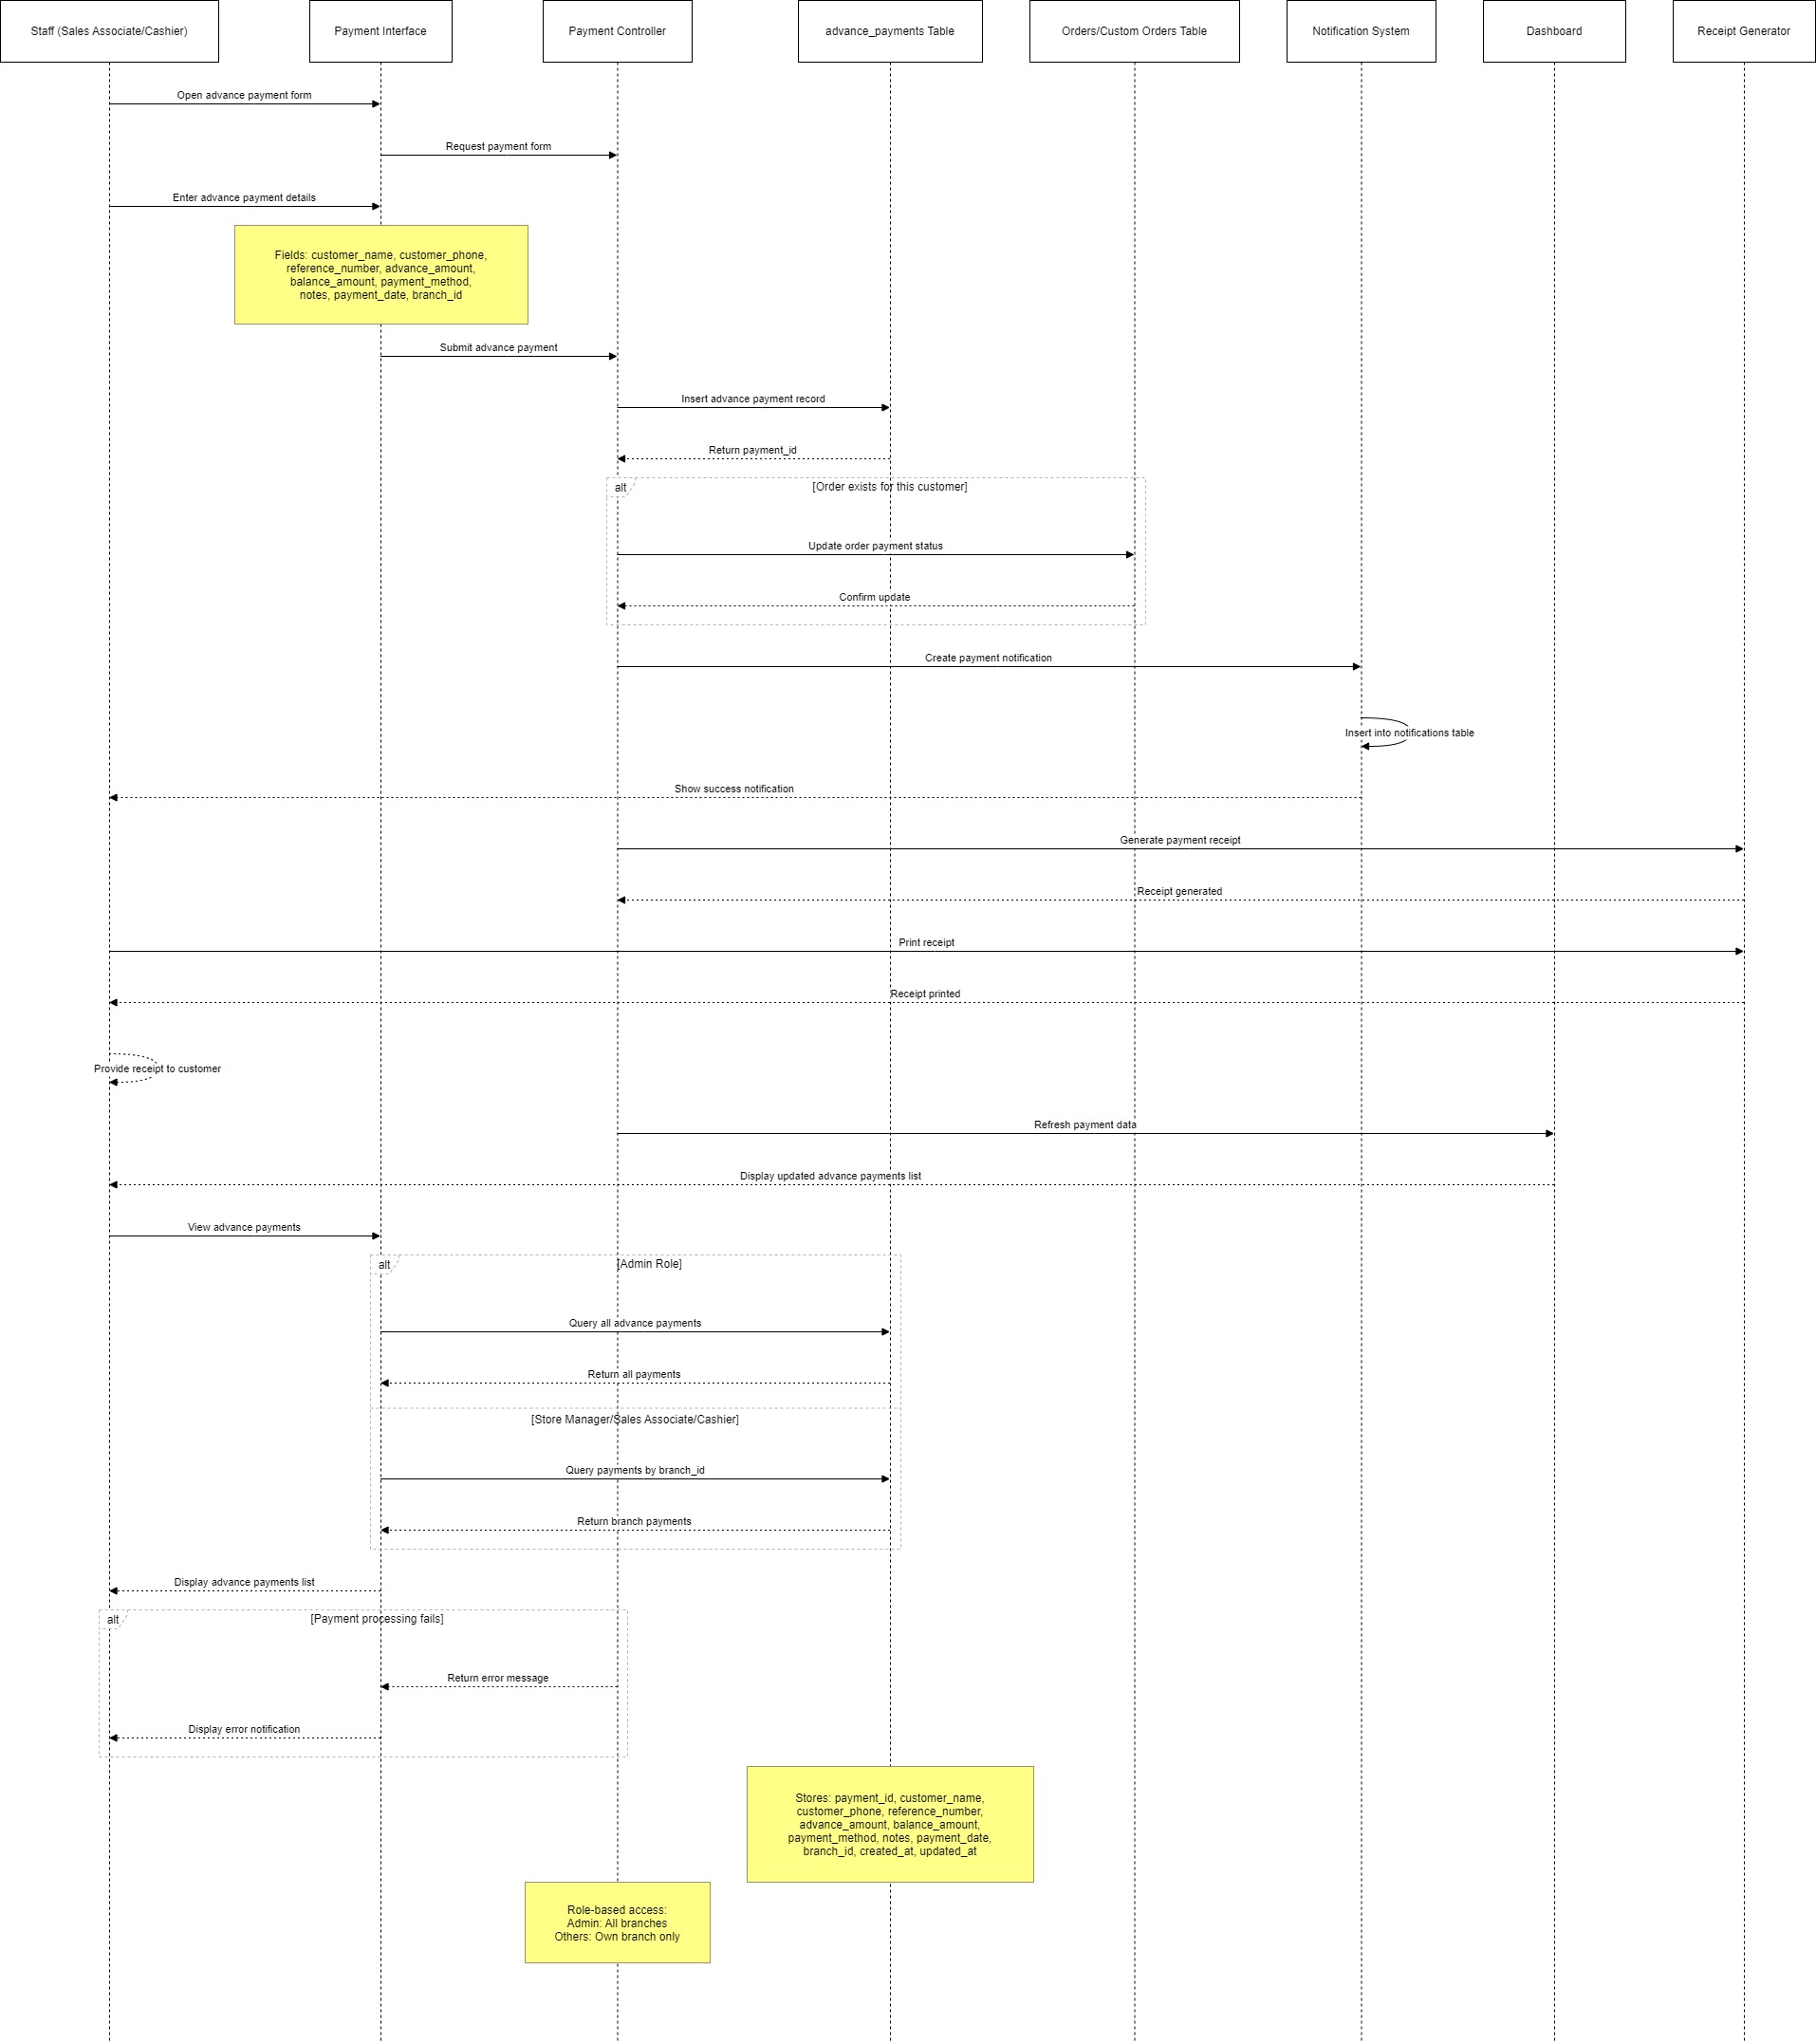 Staff (Sales Associate/Cashier)
Payment Interface
Payment Controller
advance_payments Table
Orders/Custom Orders Table
Notification System
Dashboard
Receipt Generator
Open advance payment form
Request payment form
Enter advance payment details
Fields: customer_name, customer_phone,
reference_number, advance_amount,
balance_amount, payment_method,
notes, payment_date, branch_id
Submit advance payment
Insert advance payment record
Return payment_id
alt
[Order exists for this customer]
Update order payment status
Confirm update
Create payment notification
Insert into notifications table
Show success notification
Generate payment receipt
Receipt generated
Print receipt
Receipt printed
Provide receipt to customer
Refresh payment data
Display updated advance payments list
View advance payments
alt
[Admin Role]
Query all advance payments
Return all payments
[Store Manager/Sales Associate/Cashier]
Query payments by branch_id
Return branch payments
Display advance payments list
alt
[Payment processing fails]
Return error message
Display error notification
Stores: payment_id, customer_name,
customer_phone, reference_number,
advance_amount, balance_amount,
payment_method, notes, payment_date,
branch_id, created_at, updated_at
Role-based access:
Admin: All branches
Others: Own branch only